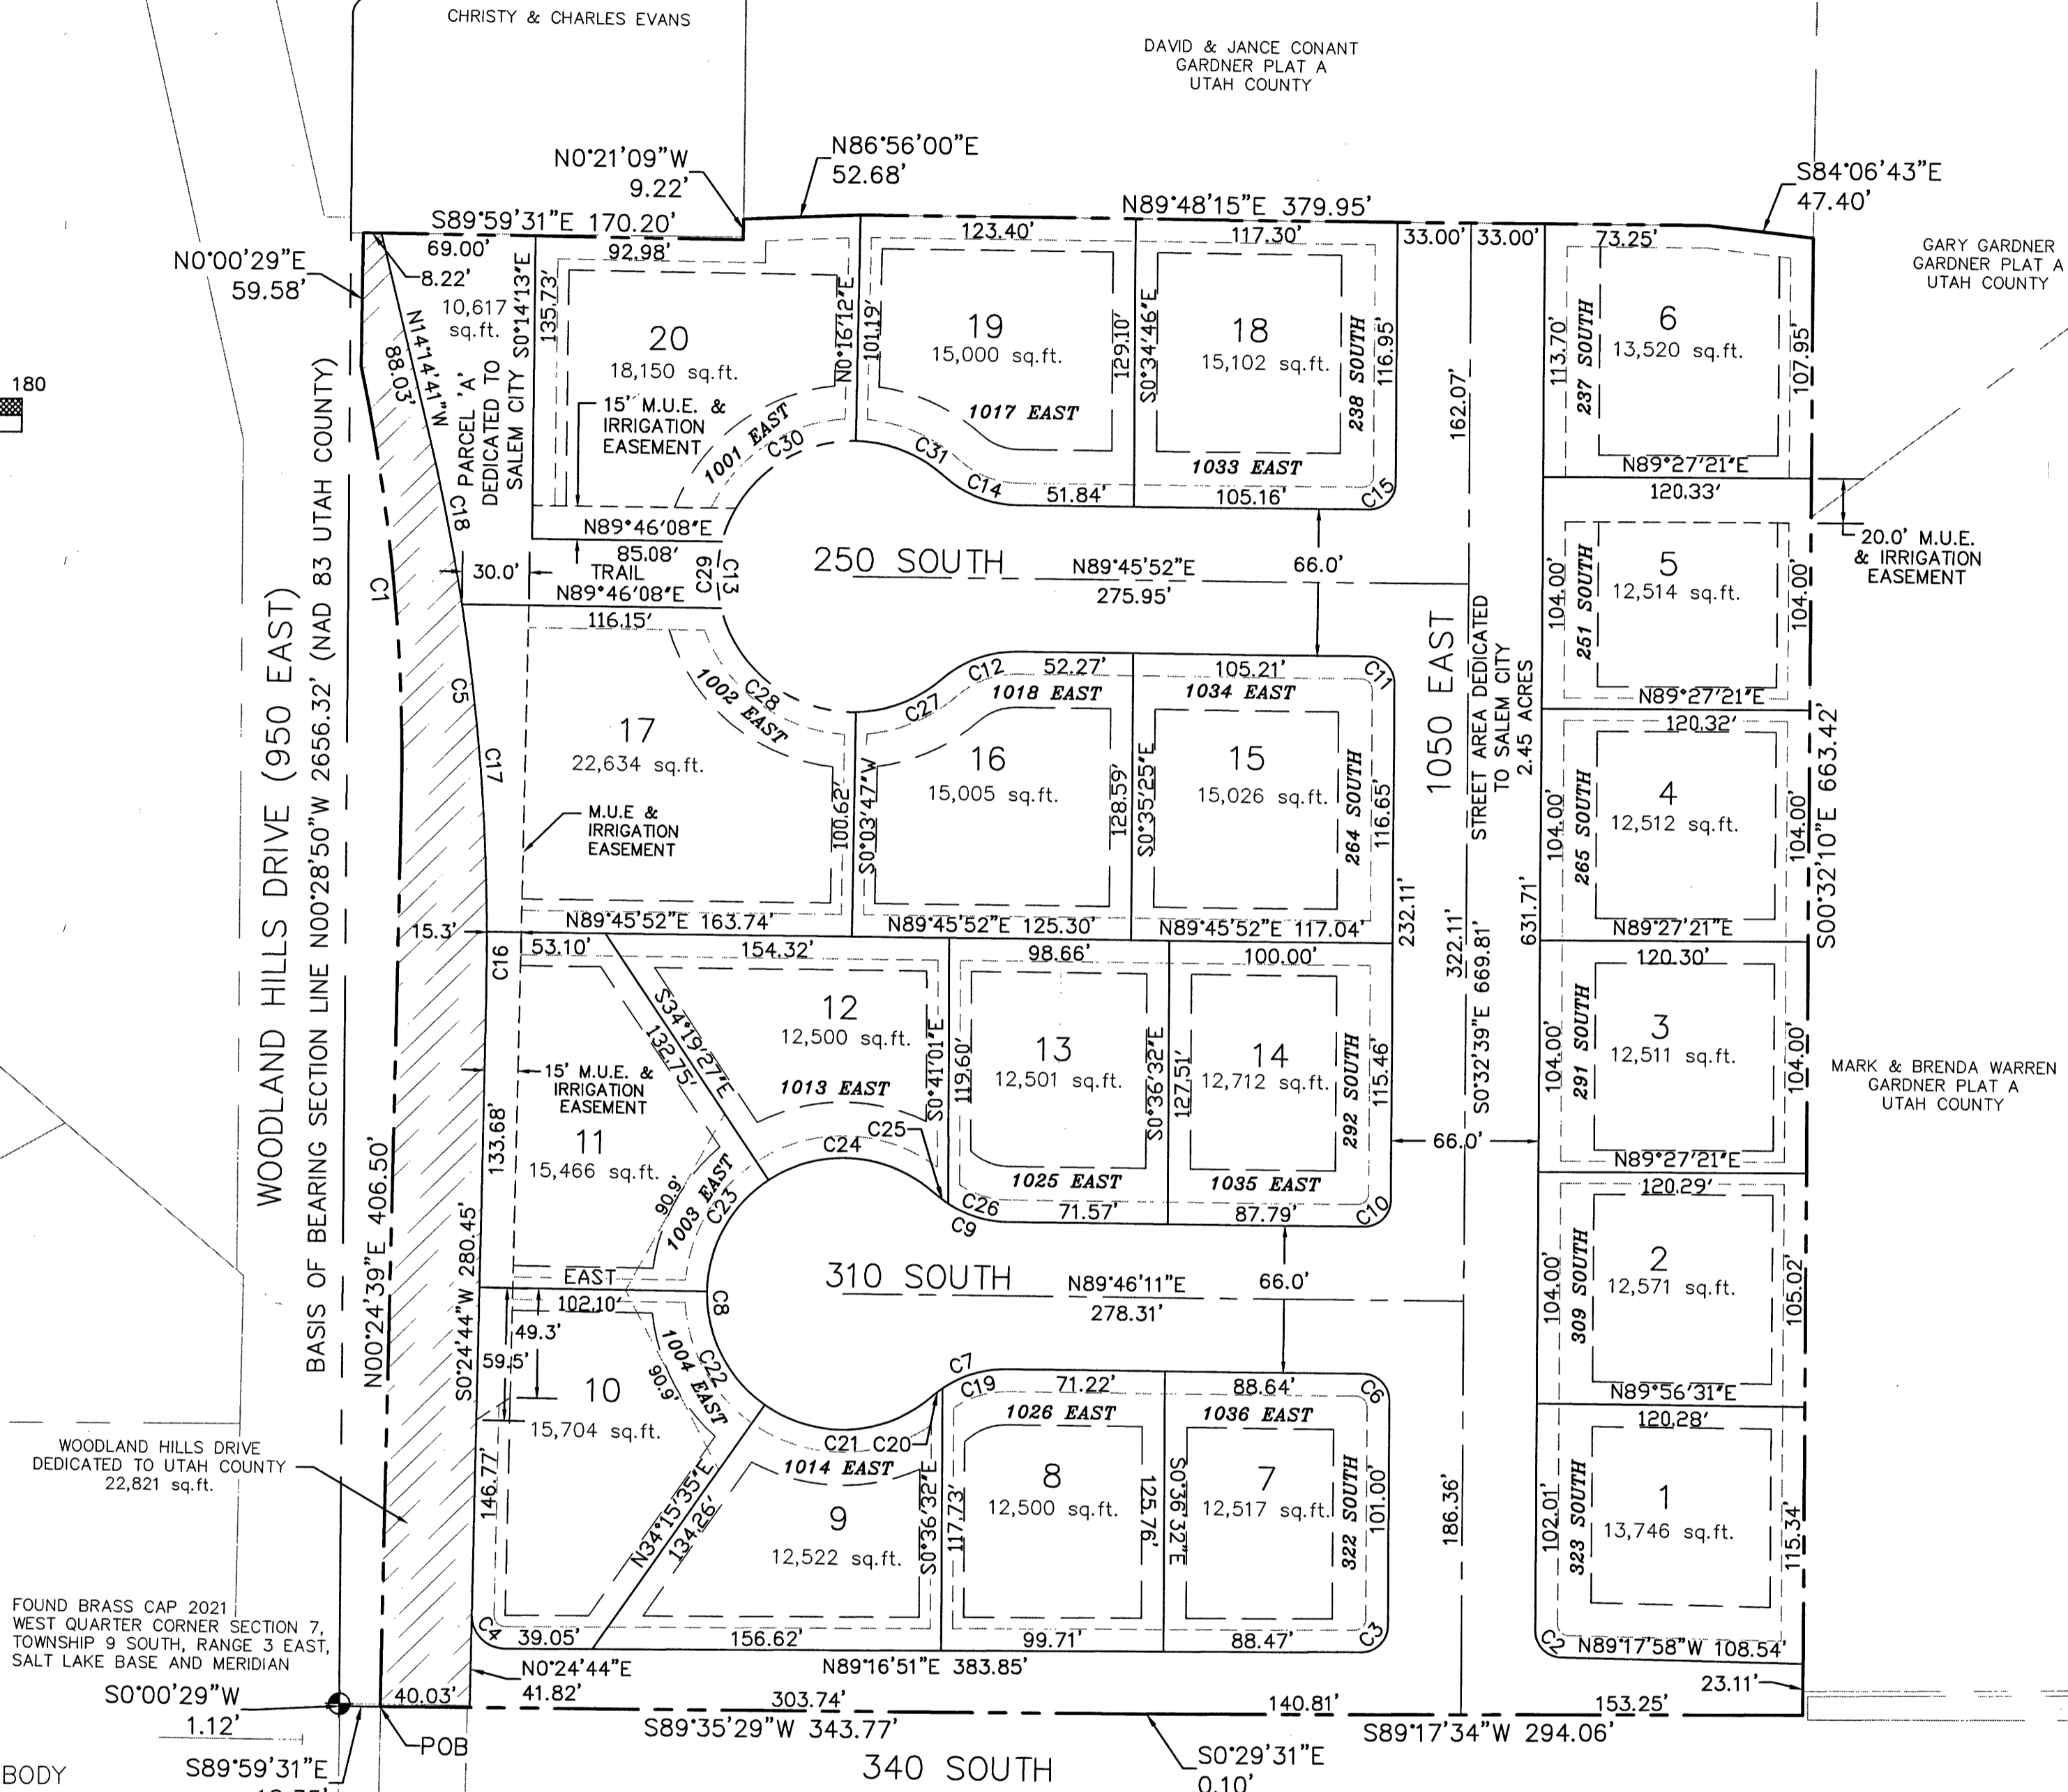 CHRISTY & CHARLES EVANS
DAVID & JANCE CONANT
GARDNER PLAT A
UTAH COUNTY
N0°21'09"W
9.22'
N86°56'00"E
52.68'
S84°06'43"E
47.40'
S89°59'31"E 170.20'
N89°48'15"E 379.95'
N0°00'29"E
59.58'
69.00'
92.98'
123.40'
117.30'
33.00'
33.00'
73.25'
GARY GARDNER
GARDNER PLAT A
UTAH COUNTY
8.22'
10,617
sq.ft.
N14°14'41"W
88.03'
PARCEL 'A'
DEDICATED TO
SALEM CITY
S0°14'13"E
135.73'
20
18,150 sq.ft.
15' M.U.E. &
IRRIGATION
EASEMENT
1001 EAST
C30
N0°16'12"E
101.19'
19
15,000 sq.ft.
1017 EAST
129.10'
S0°34'46"E
C31
C14
51.84'
18
15,102 sq.ft.
238 SOUTH
116.95'
1033 EAST
105.16'
C15
162.07'
113.70'
237 SOUTH
6
13,520 sq.ft.
107.95'
N89°27'21"E
120.33'
180
C18
C1
30.0'
N89°46'08"E
85.08'
TRAIL
N89°46'08"E
116.15'
C29
C13
250 SOUTH
N89°45'52"E
275.95'
66.0'
104.00'
251 SOUTH
5
12,514 sq.ft.
104.00'
20.0' M.U.E.
& IRRIGATION
EASEMENT
N89°27'21"E
120.32'
WOODLAND HILLS DRIVE (950 EAST)
BASIS OF BEARING SECTION LINE N00°28'50"W 2656.32' (NAD 83 UTAH COUNTY)
C5
C17
17
22,634 sq.ft.
1002 EAST
C28
M.U.E &
IRRIGATION
EASEMENT
100.62'
S0°03'47"W
C27
C12
52.27'
1018 EAST
16
15,005 sq.ft.
128.59'
S0°35'25"E
105.21'
1034 EAST
C11
15
15,026 sq.ft.
264 SOUTH
116.65'
1050 EAST
STREET AREA DEDICATED
TO SALEM CITY
2.45 ACRES
104.00'
265 SOUTH
4
12,512 sq.ft.
104.00'
S00°32'10"E 663.42'
N89°27'21"E
120.30'
15.3'
N89°45'52"E 163.74'
N89°45'52"E 125.30'
N89°45'52"E 117.04'
232.11'
322.11'
S0°32'39"E 669.81'
631.71'
C16
53.10'
154.32'
98.66'
100.00'
S34°19'27"E
132.75'
12
12,500 sq.ft.
1013 EAST
S0°41'01"E
119.60'
13
12,501 sq.ft.
S0°36'32"E
127.51'
14
12,712 sq.ft.
292 SOUTH
115.46'
104.00'
291 SOUTH
3
12,511 sq.ft.
104.00'
MARK & BRENDA WARREN
GARDNER PLAT A
UTAH COUNTY
15' M.U.E. &
IRRIGATION
EASEMENT
133.68'
11
15,466 sq.ft.
90.9'
1003 EAST
C23
C24
C25
C26
C9
1025 EAST
71.57'
1035 EAST
87.79'
C10
66.0'
N89°27'21"E
120.29'
N00°24'39"E 406.50'
S0°24'44"W 280.45'
EAST
102.10'
C8
310 SOUTH
N89°46'11"E
278.31'
66.0'
104.00'
309 SOUTH
2
12,571 sq.ft.
105.02'
N89°56'31"E
120.28'
49.3'
59.5'
10
15,704 sq.ft.
1004 EAST
C22
90.9'
C7
C19
71.22'
1026 EAST
88.64'
1036 EAST
C6
C21
C20
1014 EAST
146.77'
N34°15'35"E
134.26'
9
12,522 sq.ft.
S0°36'32"E
117.73'
8
12,500 sq.ft.
125.76'
S0°36'32"E
7
12,517 sq.ft.
322 SOUTH
101.00'
186.36'
102.01'
323 SOUTH
1
13,746 sq.ft.
115.34'
WOODLAND HILLS DRIVE
DEDICATED TO UTAH COUNTY
22,821 sq.ft.
FOUND BRASS CAP 2021
WEST QUARTER CORNER SECTION 7,
TOWNSHIP 9 SOUTH, RANGE 3 EAST,
SALT LAKE BASE AND MERIDIAN
C4
39.05'
156.62'
99.71'
88.47'
C3
C2
N89°17'58"W 108.54'
N0°24'44"E
41.82'
N89°16'51"E 383.85'
23.11'
S0°00'29"W
1.12'
40.03'
303.74'
140.81'
153.25'
S89°35'29"W 343.77'
S89°17'34"W 294.06'
POB
S0°29'31"E
0.10'
340 SOUTH
BODY
S89°59'31"E